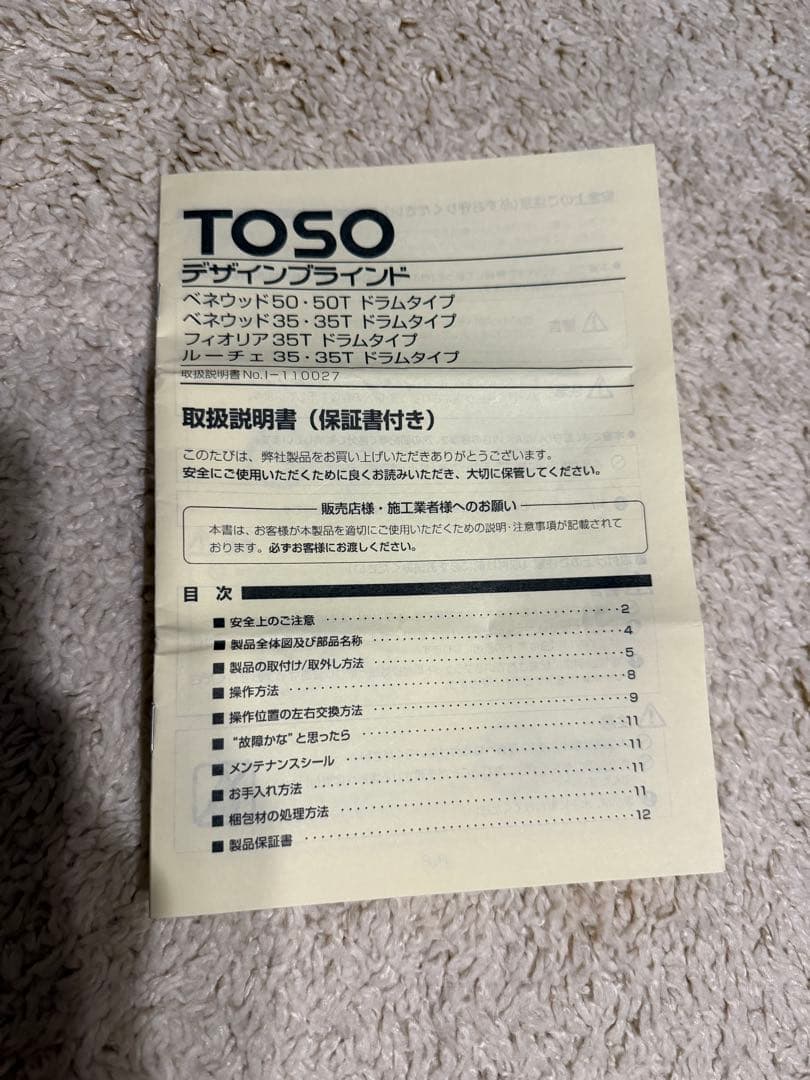 TOSO
デザインブラインド
ベネウッド50・50T ドラムタイプ
ベネウッド35・35T ドラムタイプ
フィオリア35T ドラムタイプ
ルーチェ 35・35T ドラムタイプ
取扱説明書No.I-110027
取扱説明書（保証書付き）
このたびは、弊社製品をお買い上げいただきありがとうございます。
安全にご使用いただくために良くお読みいただき、大切に保管してください。
販売店様・施工業者様へのお願い
本書は、お客様が本製品を適切にご使用いただくための説明・注意事項が記載されて
おります。必ずお客様にお渡しください。
目 次
■ 安全上のご注意 ・・・・・・・・・・2
■ 製品全体図及び部品名称 ・・・・・・・・・・4
■ 製品の取付け/取外し方法 ・・・・・・・・・・5
■ 操作方法 ・・・・・・・・・・8
■ 操作位置の左右交換方法 ・・・・・・・・・・9
■ “故障かな”と思ったら ・・・・・・・・・・11
■ メンテナンスシール ・・・・・・・・・・11
■ お手入れ方法 ・・・・・・・・・・11
■ 梱包材の処理方法 ・・・・・・・・・・11
■ 製品保証書 ・・・・・・・・・・12